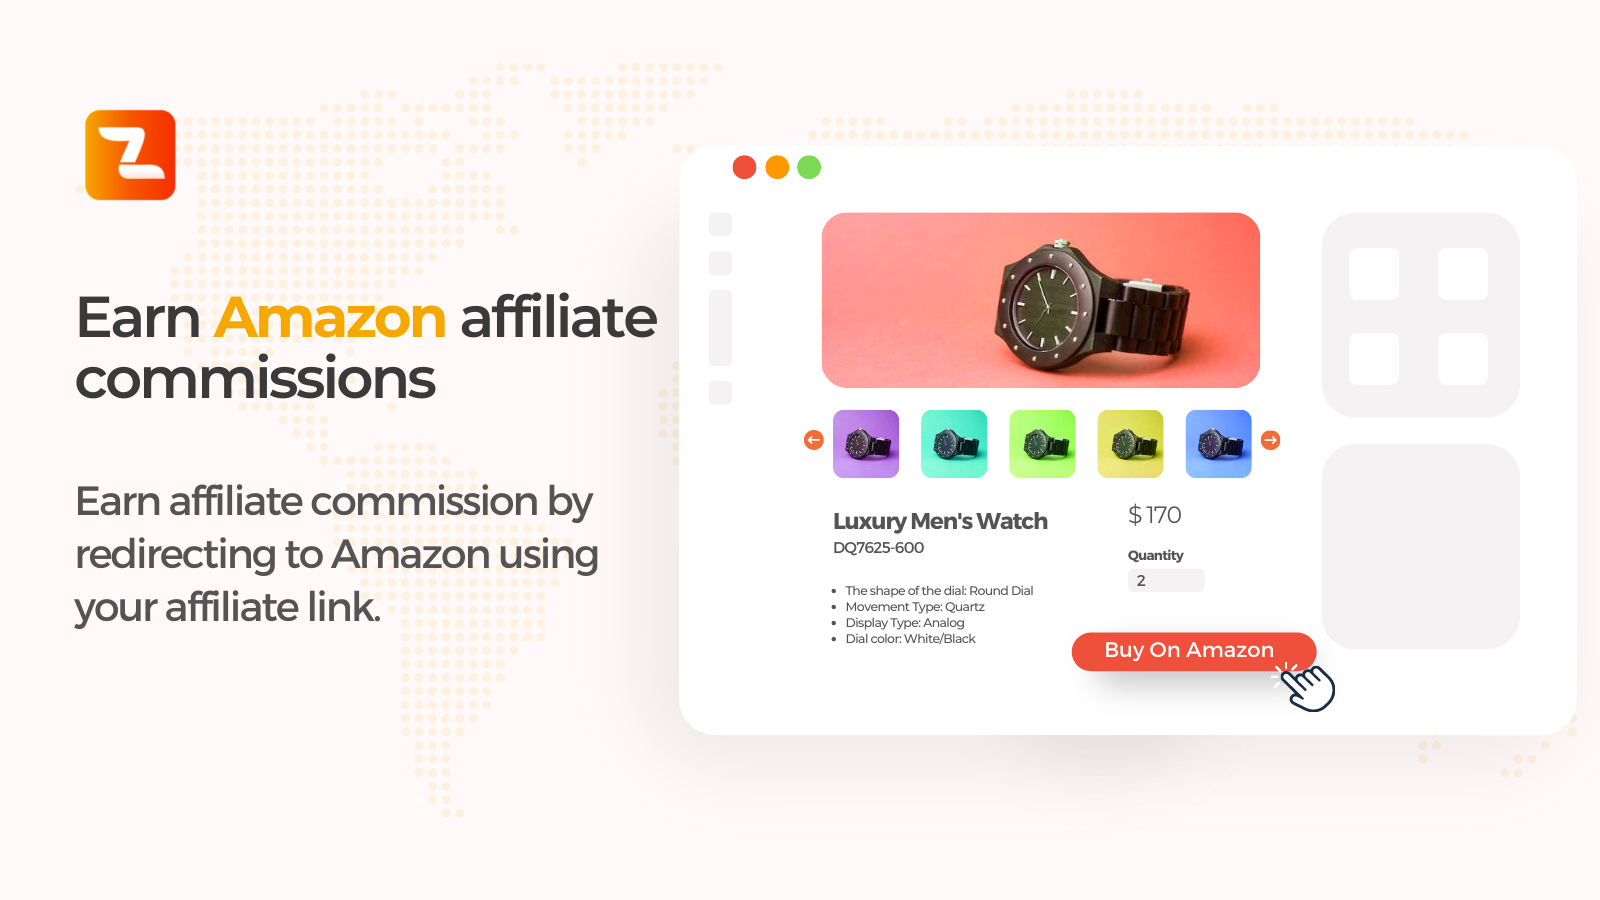 Earn Amazon affiliate
commissions
Earn affiliate commission by
redirecting to Amazon using
your affiliate link.
Luxury Men's Watch
DQ7625-600
• The shape of the dial: Round Dial
• Movement Type: Quartz
• Display Type: Analog
• Dial color: White/Black
$ 170
Quantity
2
Buy On Amazon